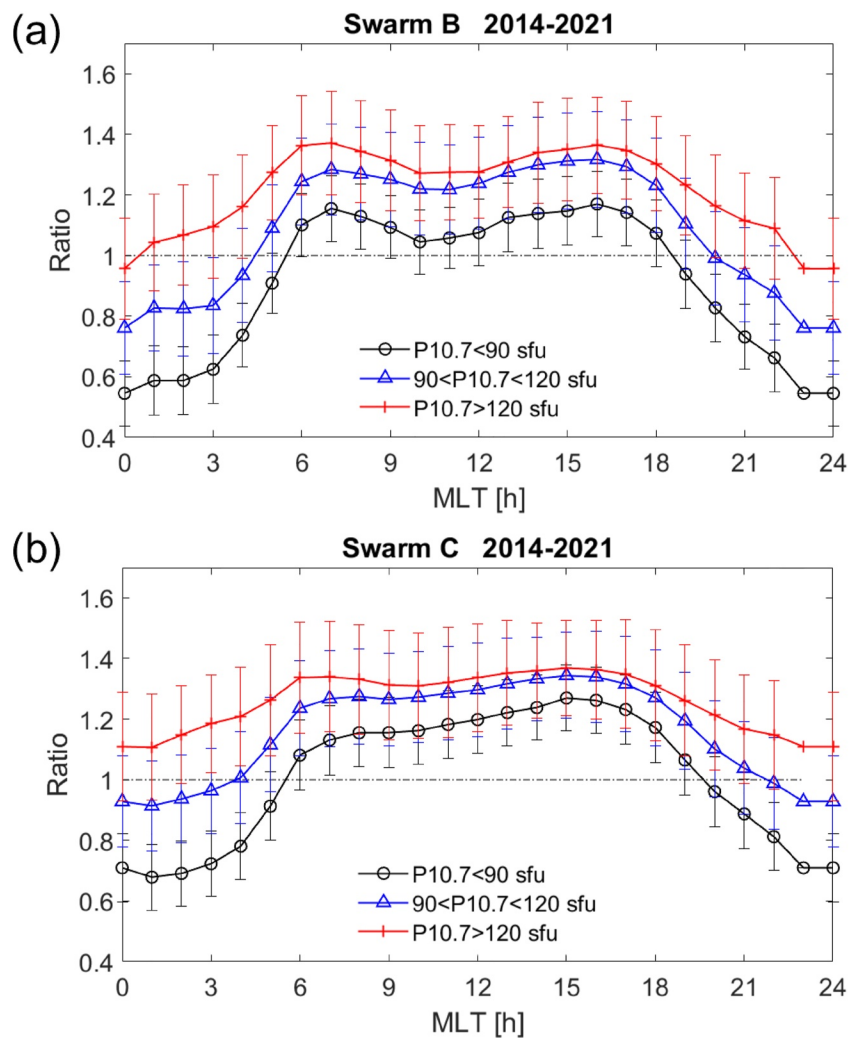 (a)
Swarm B 2014-2021
1.6
1.4
1.2
1
0.8
0.6
0.4
Ratio
P10.7<90 sfu
90<P10.7<120 sfu
P10.7>120 sfu
0 3 6 9 12 15 18 21 24
MLT [h]
(b)
Swarm C 2014-2021
1.6
1.4
1.2
1
0.8
0.6
0.4
Ratio
P10.7<90 sfu
90<P10.7<120 sfu
P10.7>120 sfu
0 3 6 9 12 15 18 21 24
MLT [h]